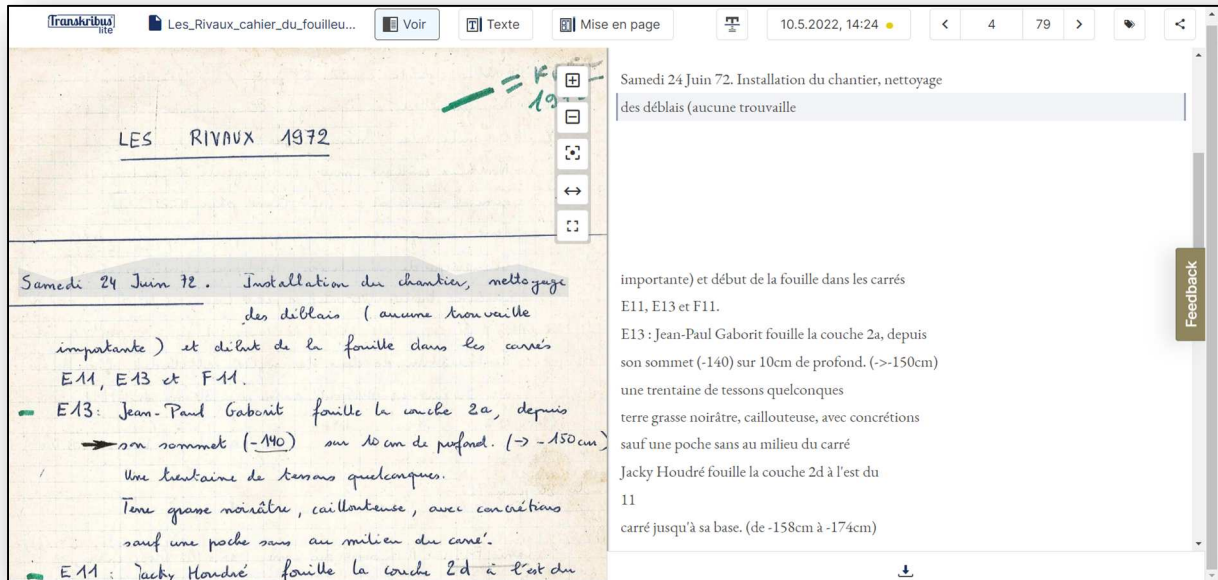 Transkribus
lite
Les_Rivaux_cahier_du_fouilleu...
Voir
Texte
Mise en page
10.5.2022, 14:24
4
79
LES RIVAUX 1972
Samedi 24 Juin 72. Installation du chantier, nettoyage
des déblais (aucune trouvaille
importante) et début de la fouille dans les carrés
E11, E13 et F11.
E13: Jean-Paul Gaborit fouille la couche 2a, depuis
son sommet (-140) sur 10 cm de profond. (→ -150 cm)
Une trentaine de tessons quelconques.
Terre grasse noirâtre, caillouteuse, avec concrétions
sauf une poche sans au milieu du carré.
E11: Jacky Houdré fouille la couche 2d à l'est du
Samedi 24 Juin 72. Installation du chantier, nettoyage
des déblais (aucune trouvaille
importante) et début de la fouille dans les carrés
E11, E13 et F11.
E13 : Jean-Paul Gaborit fouille la couche 2a, depuis
son sommet (-140) sur 10cm de profond. (->-150cm)
une trentaine de tessons quelconques
terre grasse noirâtre, caillouteuse, avec concrétions
sauf une poche sans au milieu du carré
Jacky Houdré fouille la couche 2d à l'est du
11
carré jusqu'à sa base. (de -158cm à -174cm)
Feedback